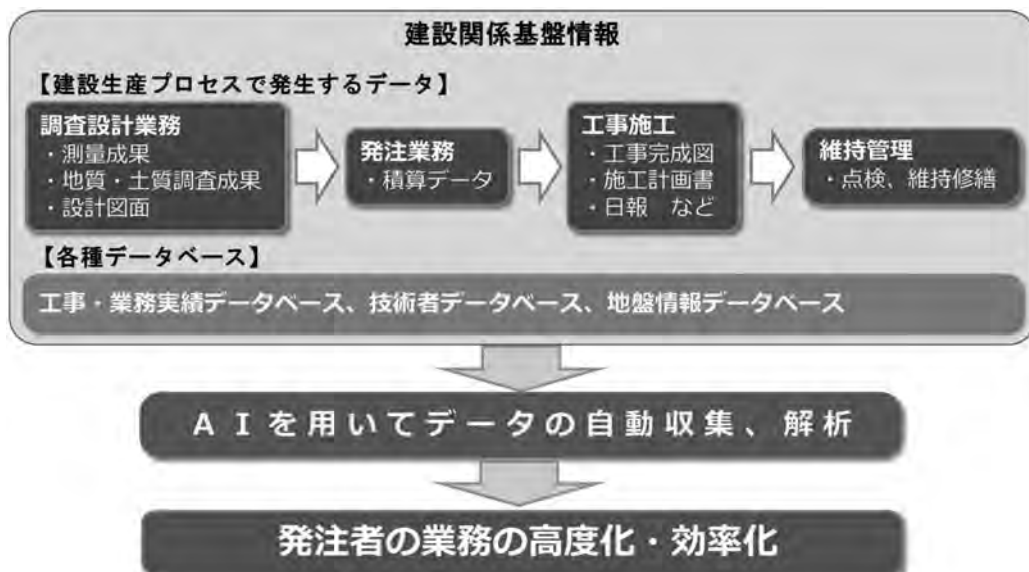 建設関係基盤情報
【建設生産プロセスで発生するデータ】
調査設計業務
・測量成果
・地質・土質調査成果
・設計図面
発注業務
・積算データ
工事施工
・工事完成図
・施工計画書
・日報　など
維持管理
・点検、維持修繕
【各種データベース】
工事・業務実績データベース、技術者データベース、地盤情報データベース
ＡＩを用いてデータの自動収集、解析
発注者の業務の高度化・効率化